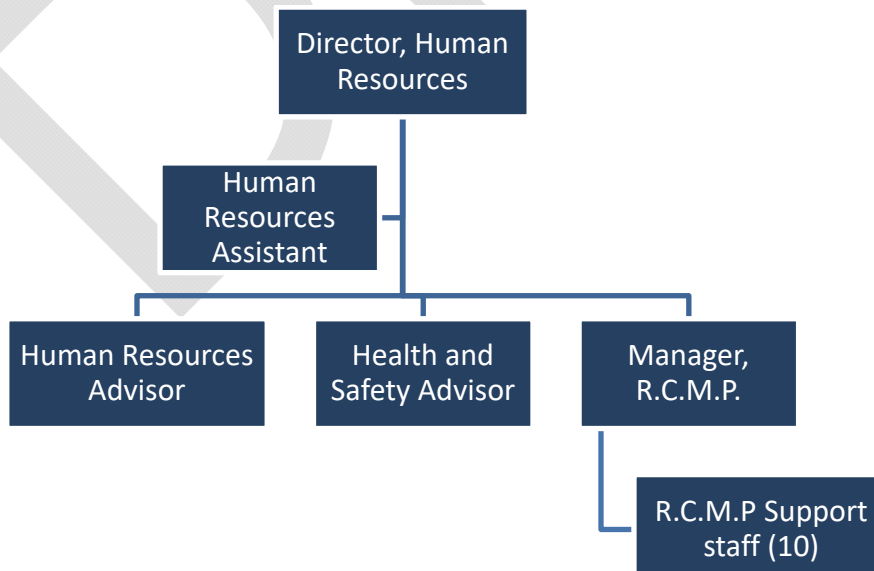 Director, Human
Resources
Human
Resources
Assistant
Human Resources
Advisor
Health and
Safety Advisor
Manager,
R.C.M.P.
R.C.M.P Support
staff (10)